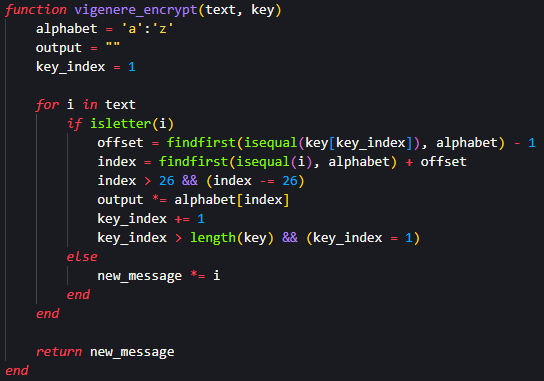 function vigenere_encrypt(text, key)
    alphabet = 'a':'z'
    output = ""
    key_index = 1

    for i in text
        if isletter(i)
            offset = findfirst(isequal(key[key_index]), alphabet) - 1
            index = findfirst(isequal(i), alphabet) + offset
            index > 26 && (index -= 26)
            output *= alphabet[index]
            key_index += 1
            key_index > length(key) && (key_index = 1)
        else
            new_message *= i
        end
    end

    return new_message
end